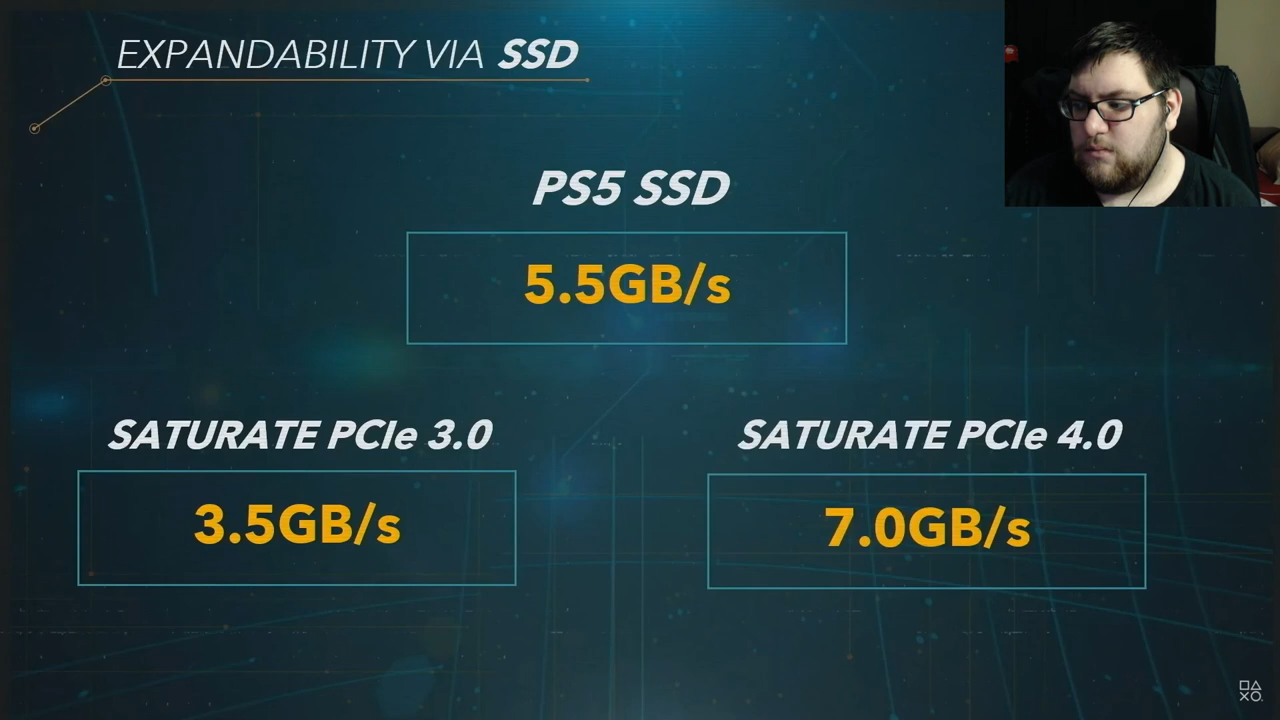 EXPANDABILITY VIA SSD
PS5 SSD
5.5GB/s
SATURATE PCIe 3.0
3.5GB/s
SATURATE PCIe 4.0
7.0GB/s